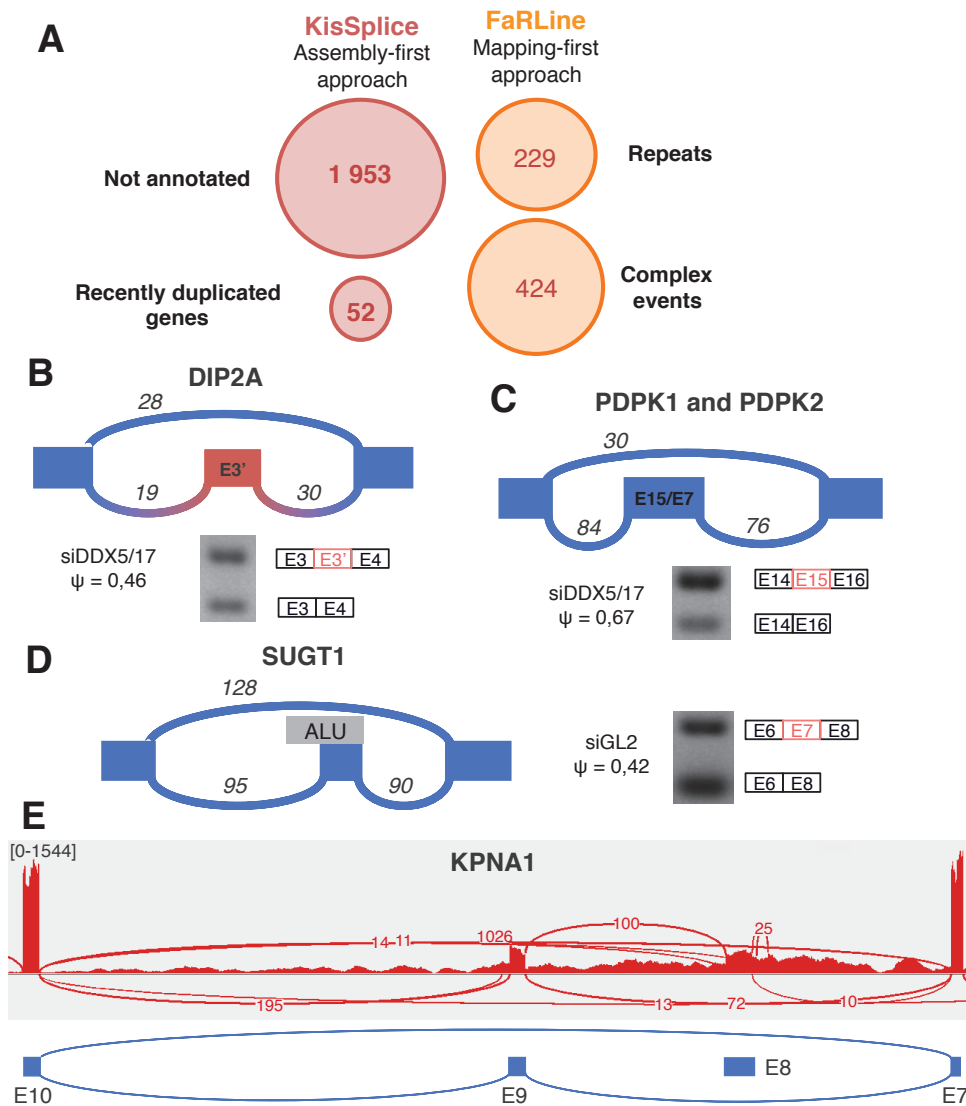 A
KisSplice
Assembly-first
approach
FaRLine
Mapping-first
approach
Not annotated
1 953
229
Repeats
Recently duplicated
genes
52
424
Complex
events
B
DIP2A
28
E3’
19
30
siDDX5/17
ψ = 0,46
E3 E3’ E4
E3 E4
C
PDPK1 and PDPK2
30
E15/E7
84
76
siDDX5/17
ψ = 0,67
E14 E15 E16
E14 E16
D
SUGT1
128
ALU
95
90
siGL2
ψ = 0,42
E6 E7 E8
E6 E8
E
[0-1544]
KPNA1
14 11
1026
100
25
195
13
72
10
E8
E10
E9
E7